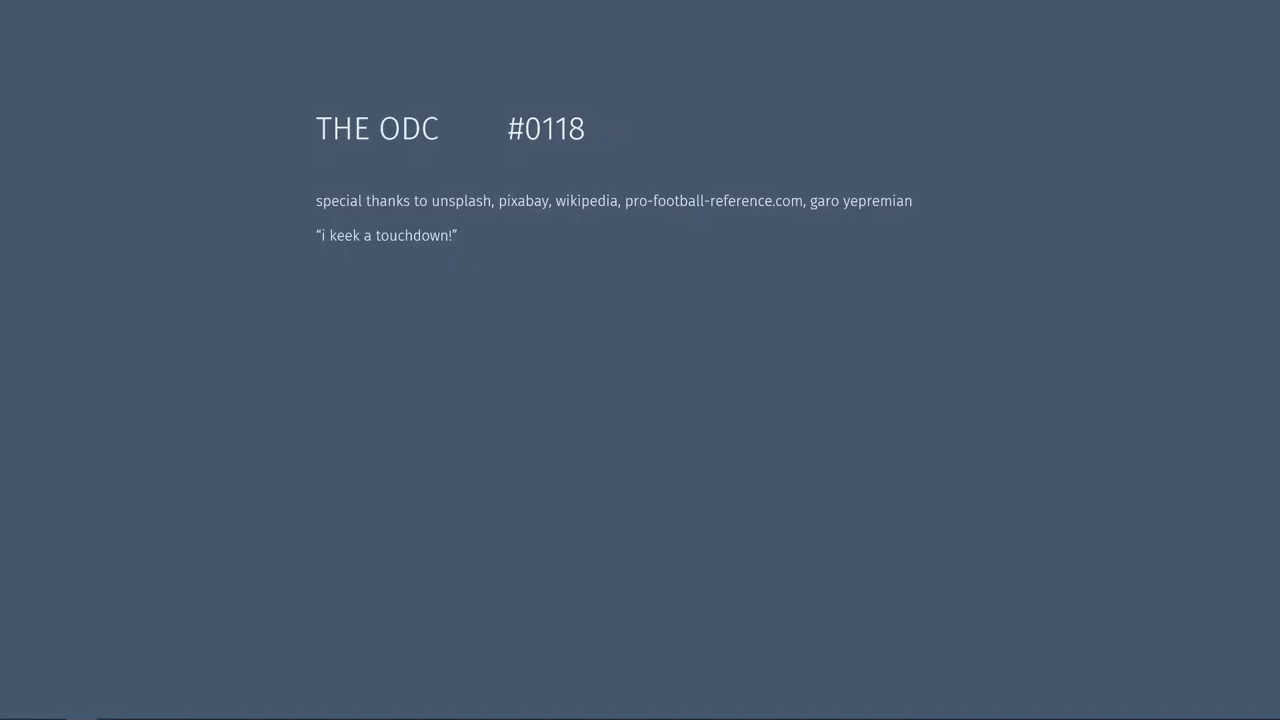 THE ODC #0118
special thanks to unsplash, pixabay, wikipedia, pro-football-reference.com, garo yepremian
“i keek a touchdown!”